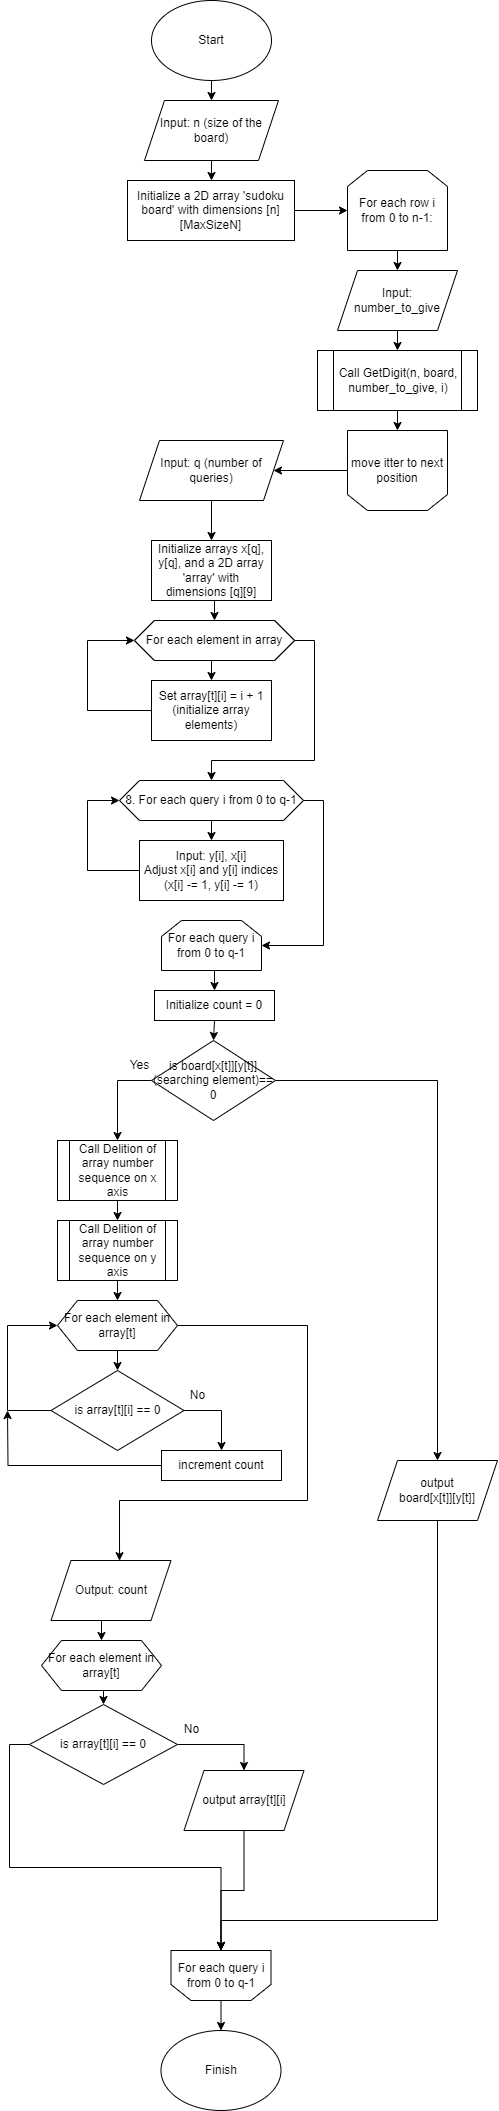 Start
Input: n (size of the
board)
Initialize a 2D array 'sudoku
board' with dimensions [n]
[MaxSizeN]
For each row i
from 0 to n-1:
Input:
number_to_give
Call GetDigit(n, board,
number_to_give, i)
move itter to next
position
Input: q (number of
queries)
Initialize arrays x[q],
y[q], and a 2D array
'array' with
dimensions [q][9]
For each element in array
Set array[t][i] = i + 1
(initialize array
elements)
8. For each query i from 0 to q-1
Input: y[i], x[i]
Adjust x[i] and y[i] indices
(x[i] -= 1, y[i] -= 1)
For each query i
from 0 to q-1
Initialize count = 0
is board[x[t]][y[t]]
(searching element)==
0
Yes
Call Delition of
array number
sequence on x
axis
Call Delition of
array number
sequence on y
axis
For each element in
array[t]
is array[t][i] == 0
No
increment count
output
board[x[t]][y[t]]
Output: count
For each element in
array[t]
is array[t][i] == 0
No
output array[t][i]
For each query i
from 0 to q-1
Finish